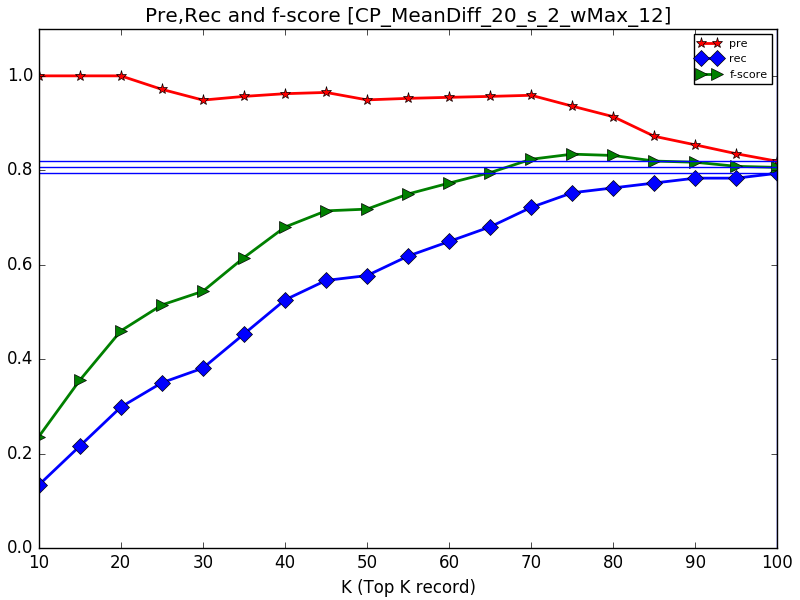 Pre,Rec and f-score [CP_MeanDiff_20_s_2_wMax_12]
pre
rec
f-score
1.0
0.8
0.6
0.4
0.2
0.0
10 20 30 40 50 60 70 80 90 100
K (Top K record)